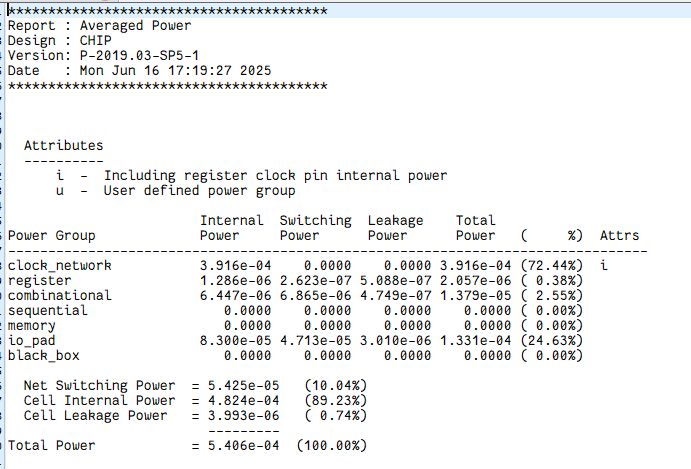 ****************************************
Report : Averaged Power
Design : CHIP
Version: P-2019.03-SP5-1
Date   : Mon Jun 16 17:19:27 2025
****************************************
  Attributes
  ----------
      i  -  Including register clock pin internal power
      u  -  User defined power group
                        Internal  Switching  Leakage    Total
Power Group             Power     Power      Power      Power   (     %)  Attrs
--------------------------------------------------------------------------------
clock_network           3.916e-04    0.0000    0.0000 3.916e-04 (72.44%)  i
register                1.286e-06 2.623e-07 5.088e-07 2.057e-06 ( 0.38%)
combinational           6.447e-06 6.865e-06 4.749e-07 1.379e-05 ( 2.55%)
sequential                 0.0000    0.0000    0.0000    0.0000 ( 0.00%)
memory                     0.0000    0.0000    0.0000    0.0000 ( 0.00%)
io_pad                  8.300e-05 4.713e-05 3.010e-06 1.331e-04 (24.63%)
black_box                  0.0000    0.0000    0.0000    0.0000 ( 0.00%)
  Net Switching Power  = 5.425e-05   (10.04%)
  Cell Internal Power  = 4.824e-04   (89.23%)
  Cell Leakage Power   = 3.993e-06   ( 0.74%)
                         ---------
Total Power            = 5.406e-04  (100.00%)